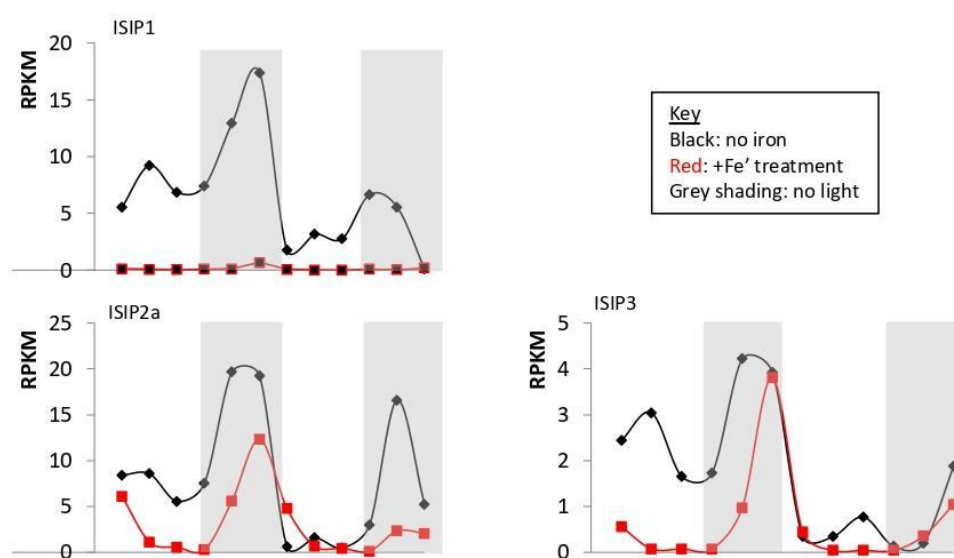 ISIP1
RPKM
20
15
10
5
0
Key
Black: no iron
Red: +Fe’ treatment
Grey shading: no light
ISIP2a
RPKM
25
20
15
10
5
0
ISIP3
RPKM
5
4
3
2
1
0